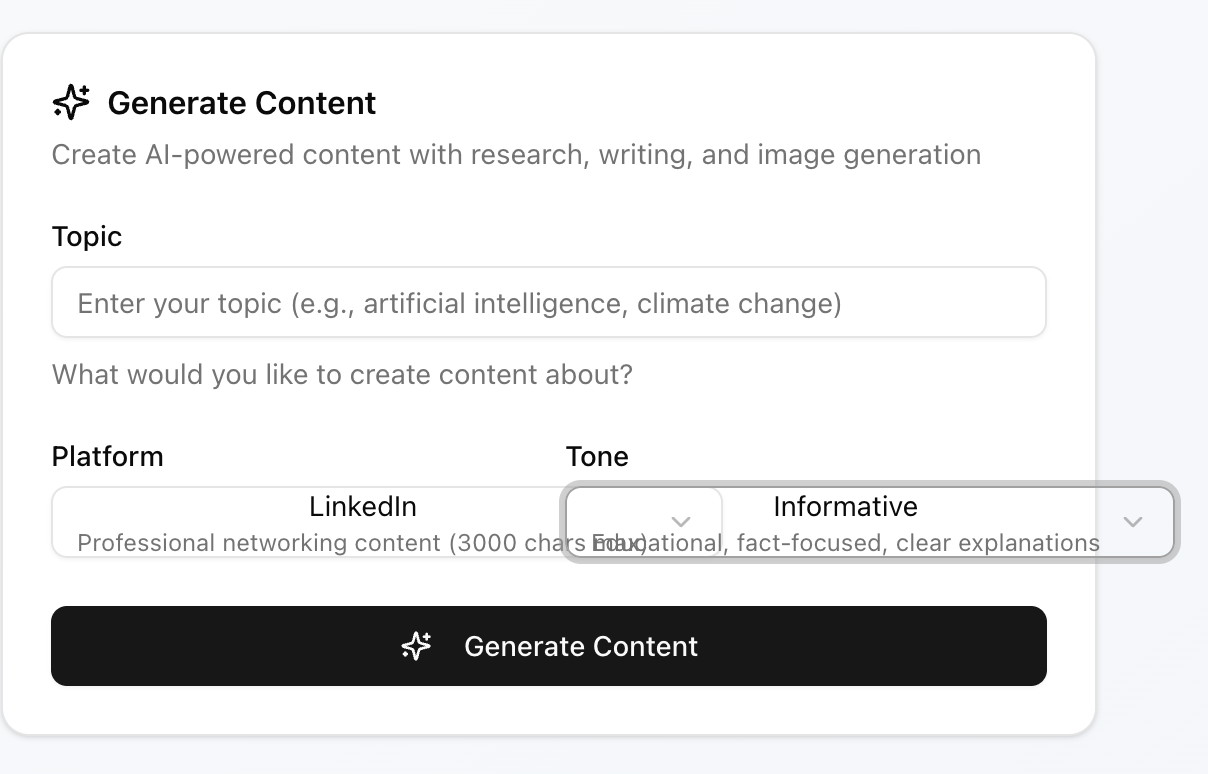 Generate Content
Create AI-powered content with research, writing, and image generation
Topic
Enter your topic (e.g., artificial intelligence, climate change)
What would you like to create content about?
Platform
Tone
LinkedIn
Professional networking content (3000 chars max)
Informative
Educational, fact-focused, clear explanations
Generate Content